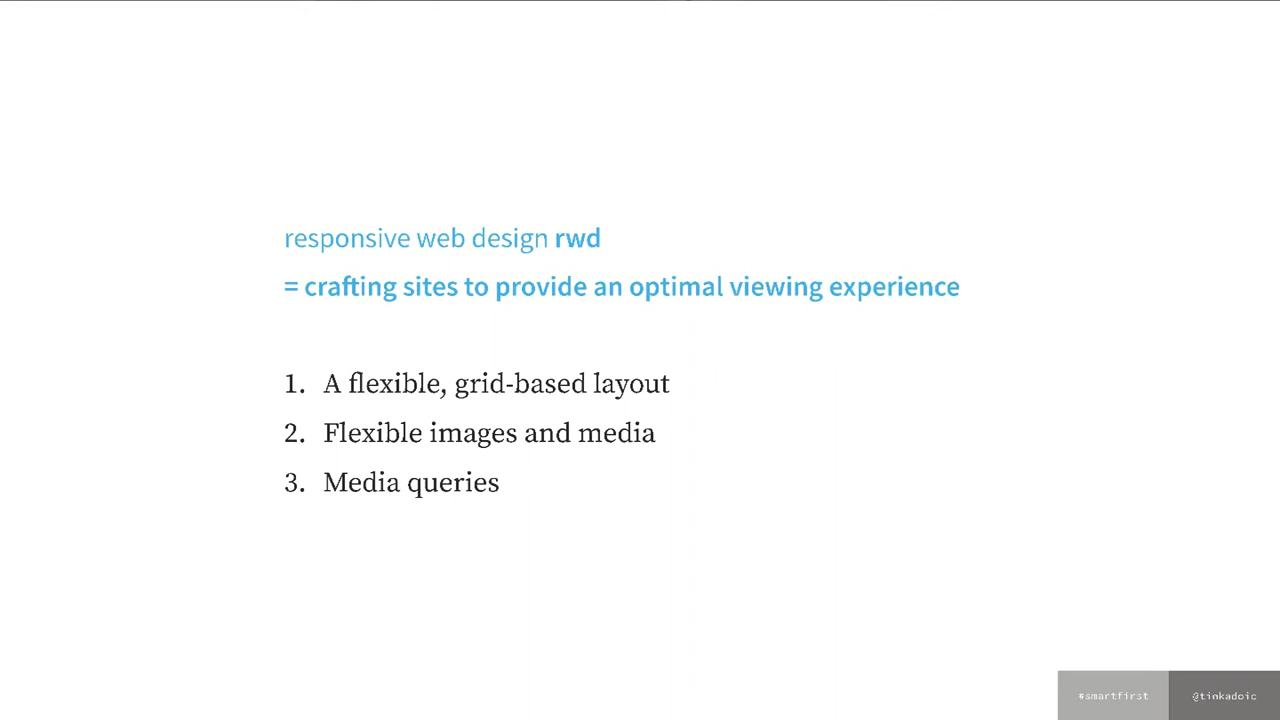 responsive web design rwd
= crafting sites to provide an optimal viewing experience
1. A flexible, grid-based layout
2. Flexible images and media
3. Media queries
#smartfirst @tinkadoic